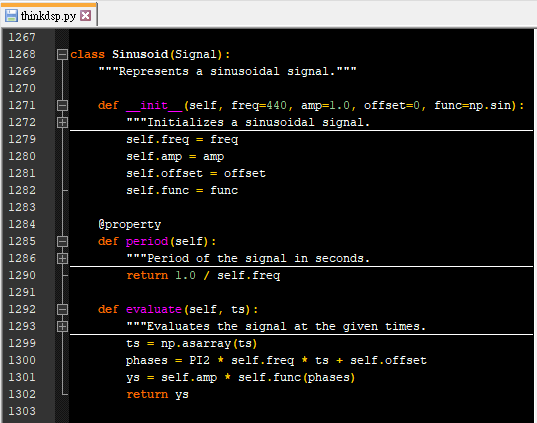 thinkdsp.py
1267
1268 class Sinusoid(Signal):
1269     """Represents a sinusoidal signal."""
1270
1271     def __init__(self, freq=440, amp=1.0, offset=0, func=np.sin):
1272         """Initializes a sinusoidal signal.
1279         self.freq = freq
1280         self.amp = amp
1281         self.offset = offset
1282         self.func = func
1283
1284     @property
1285     def period(self):
1286         """Period of the signal in seconds.
1290         return 1.0 / self.freq
1291
1292     def evaluate(self, ts):
1293         """Evaluates the signal at the given times.
1299         ts = np.asarray(ts)
1300         phases = PI2 * self.freq * ts + self.offset
1301         ys = self.amp * self.func(phases)
1302         return ys
1303